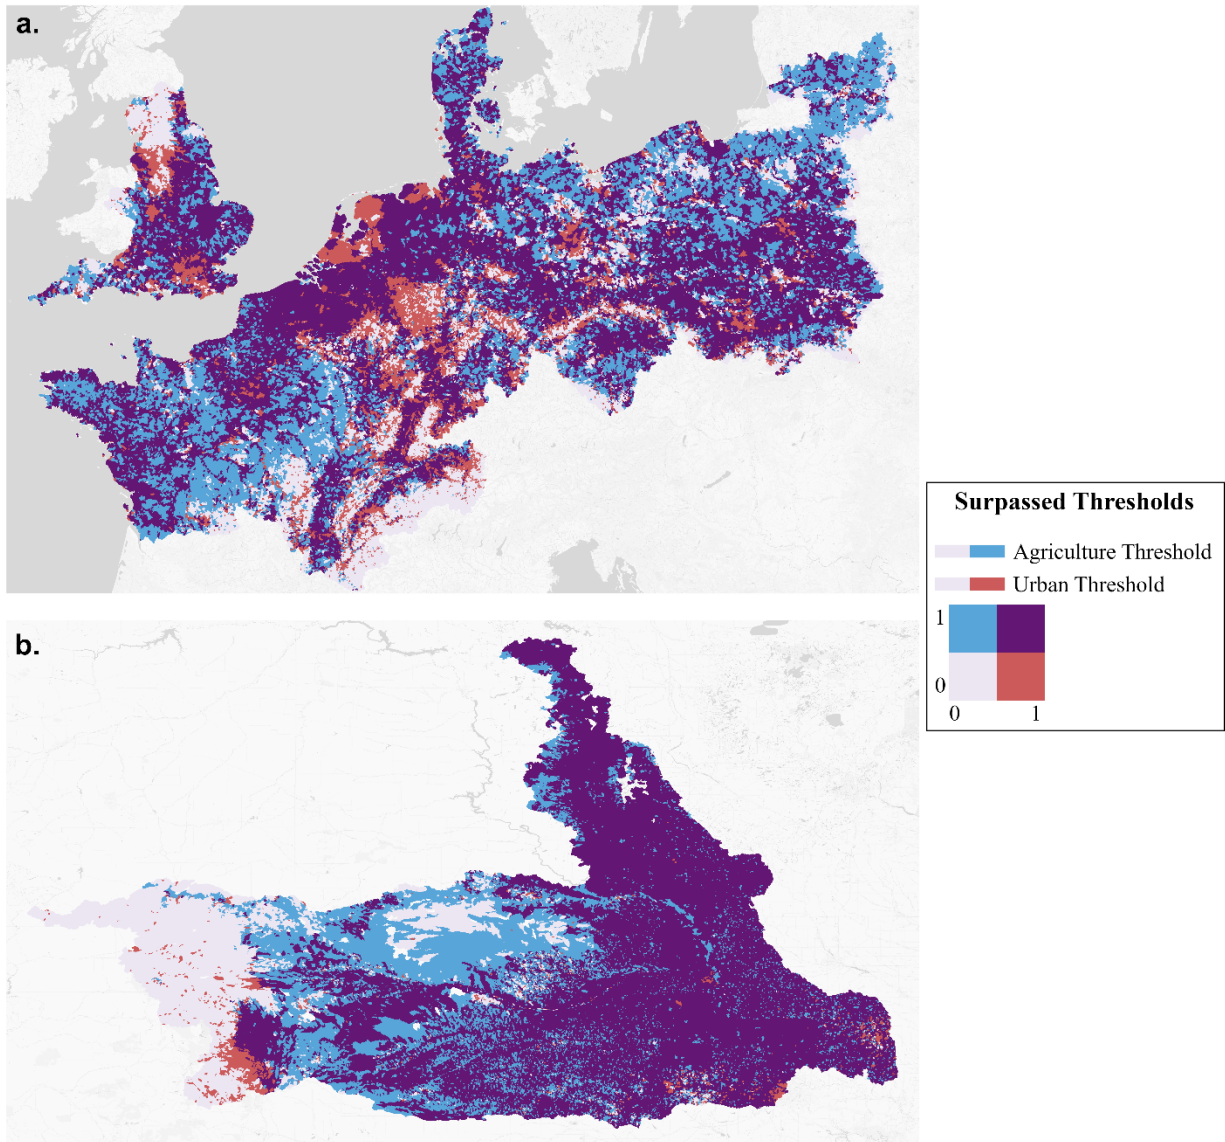 a.
b.
Surpassed Thresholds
Agriculture Threshold
Urban Threshold
1
0
0 1